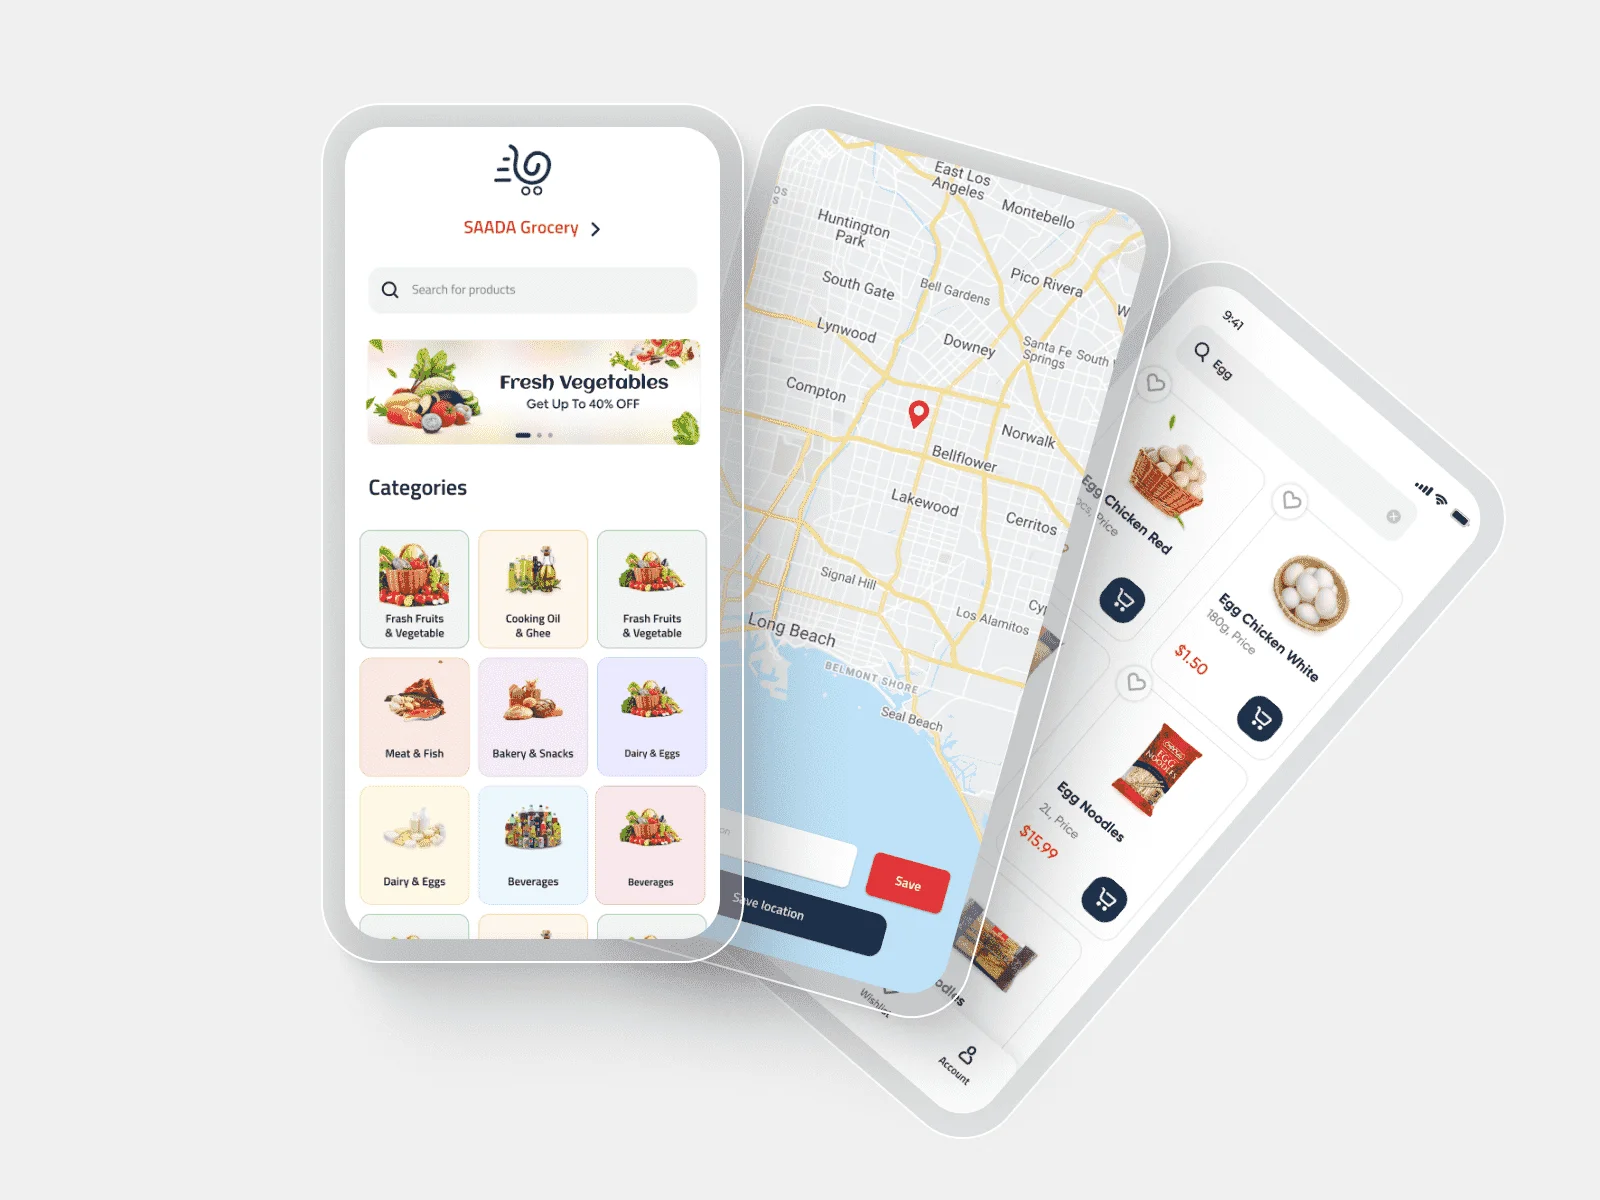 SAADA Grocery
Search for products
Fresh Vegetables
Get Up To 40% OFF
Categories
Frash Fruits
& Vegetable
Cooking Oil
& Ghee
Frash Fruits
& Vegetable
Meat & Fish
Bakery & Snacks
Dairy & Eggs
Dairy & Eggs
Beverages
Beverages
East Los
Angeles
Montebello
Huntington
Park
South Gate
Bell Gardens
Pico Rivera
W
Lynwood
Downey
Santa Fe
Springs
South
Compton
Norwalk
Bellflower
Lakewood
Cerritos
Signal Hill
Los Alamitos
Cyp
Long Beach
BELMONT SHORE
Seal Beach
Save
Save location
9:41
Egg
Egg Chicken Red
pcs, Price
Egg Chicken White
180g, Price
$1.50
EGG
NOODLES
Egg Noodles
2L, Price
$15.99
odles
Wishlist
Account